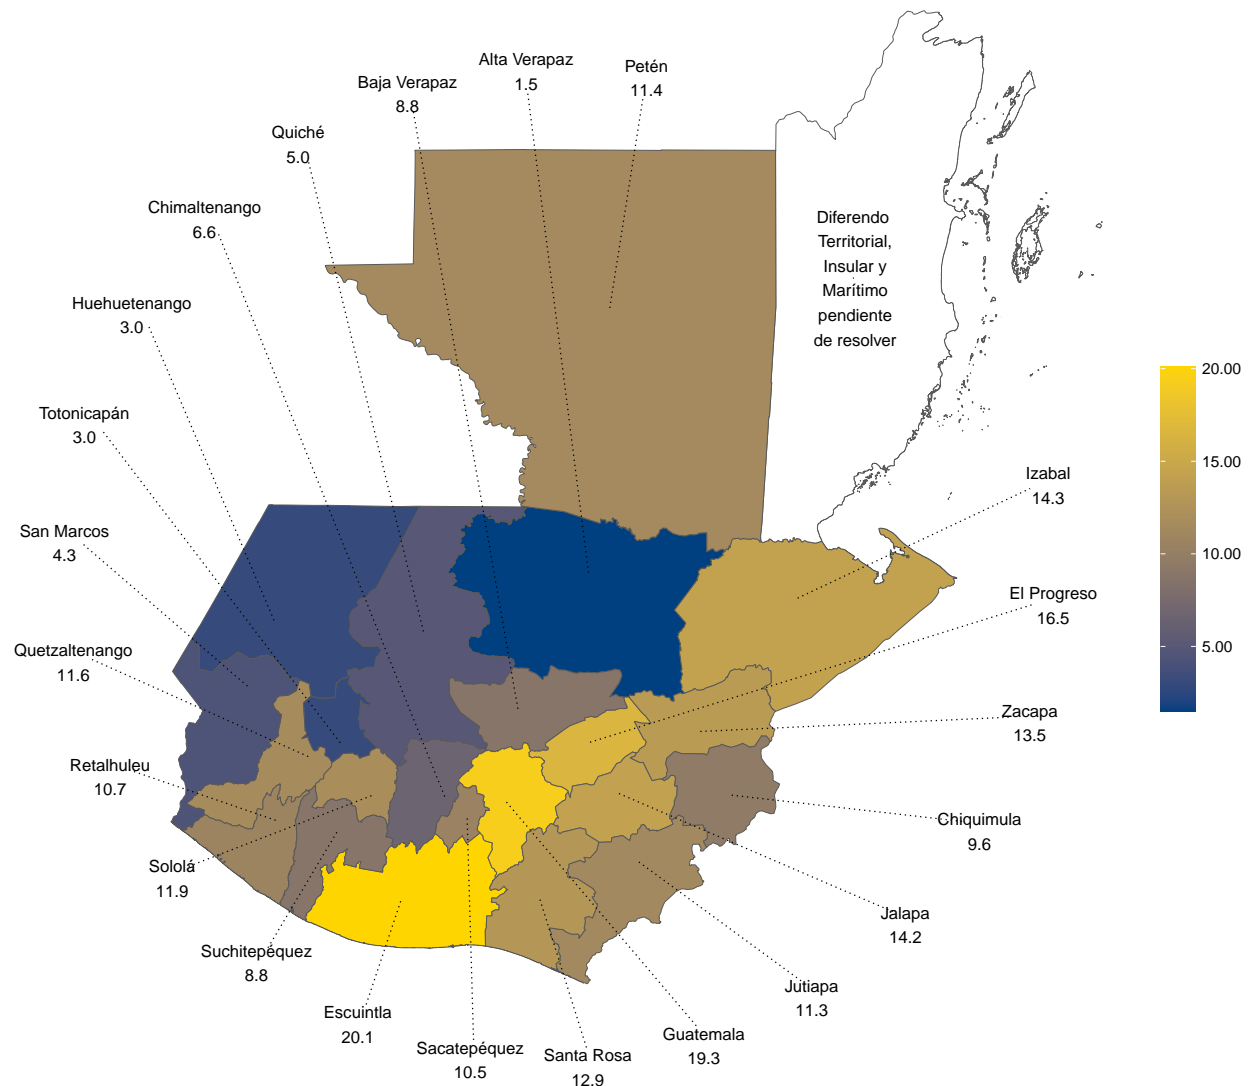 Alta Verapaz
1.5
Petén
11.4
Baja Verapaz
8.8
Quiché
5.0
Chimaltenango
6.6
Huehuetenango
3.0
Totonicapán
3.0
San Marcos
4.3
Quetzaltenango
11.6
Retalhuleu
10.7
Sololá
11.9
Suchitepéquez
8.8
Escuintla
20.1
Sacatepéquez
10.5
Santa Rosa
12.9
Guatemala
19.3
Jutiapa
11.3
Jalapa
14.2
Chiquimula
9.6
Zacapa
13.5
El Progreso
16.5
Izabal
14.3
Diferendo
Territorial,
Insular y
Marítimo
pendiente
de resolver
20.00
15.00
10.00
5.00